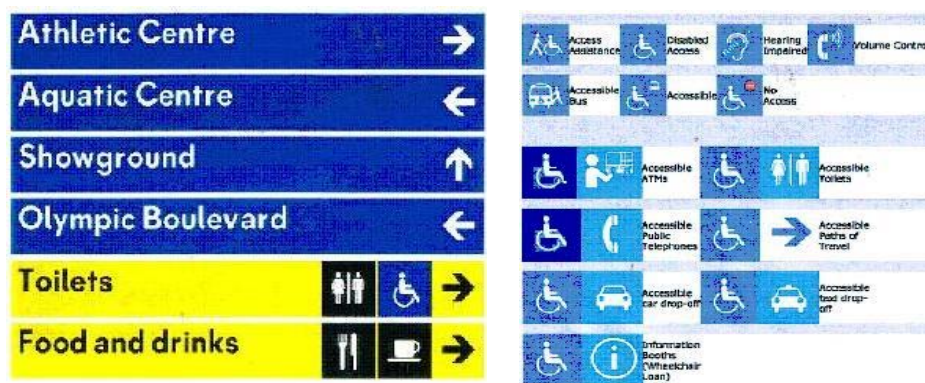 Athletic Centre
Aquatic Centre
Showground
Olympic Boulevard
Toilets
Food and drinks
Access
Assistance
Disabled
Access
Hearing
Impaired
Volume Control
Accessible
Bus
Accessible
No
Access
Accessible
ATMs
Accessible
Toilets
Accessible
Public
Telephones
Accessible
Paths of
Travel
Accessible
car drop-off
Accessible
taxi drop-
off
Information
Booths
(Wheelchair
Loan)